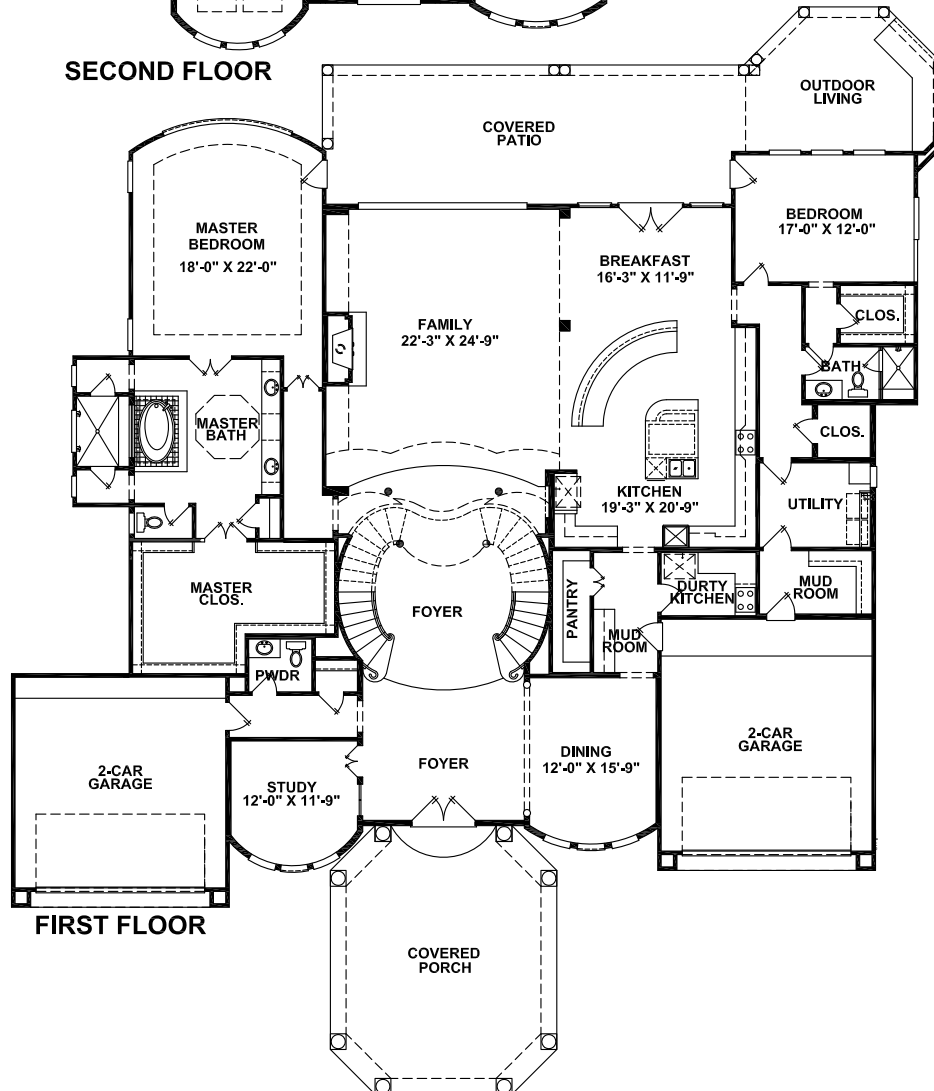 SECOND FLOOR
OUTDOOR
LIVING
COVERED
PATIO
MASTER
BEDROOM
18'-0" X 22'-0"
BEDROOM
17'-0" X 12'-0"
BREAKFAST
16'-3" X 11'-9"
FAMILY
22'-3" X 24'-9"
CLOS.
BATH
MASTER
BATH
CLOS.
KITCHEN
19'-3" X 20'-9"
UTILITY
MASTER
CLOS.
FOYER
PANTRY
DURTY
KITCHEN
MUD
ROOM
MUD
ROOM
PWDR
2-CAR
GARAGE
STUDY
12'-0" X 11'-9"
FOYER
DINING
12'-0" X 15'-9"
2-CAR
GARAGE
FIRST FLOOR
COVERED
PORCH